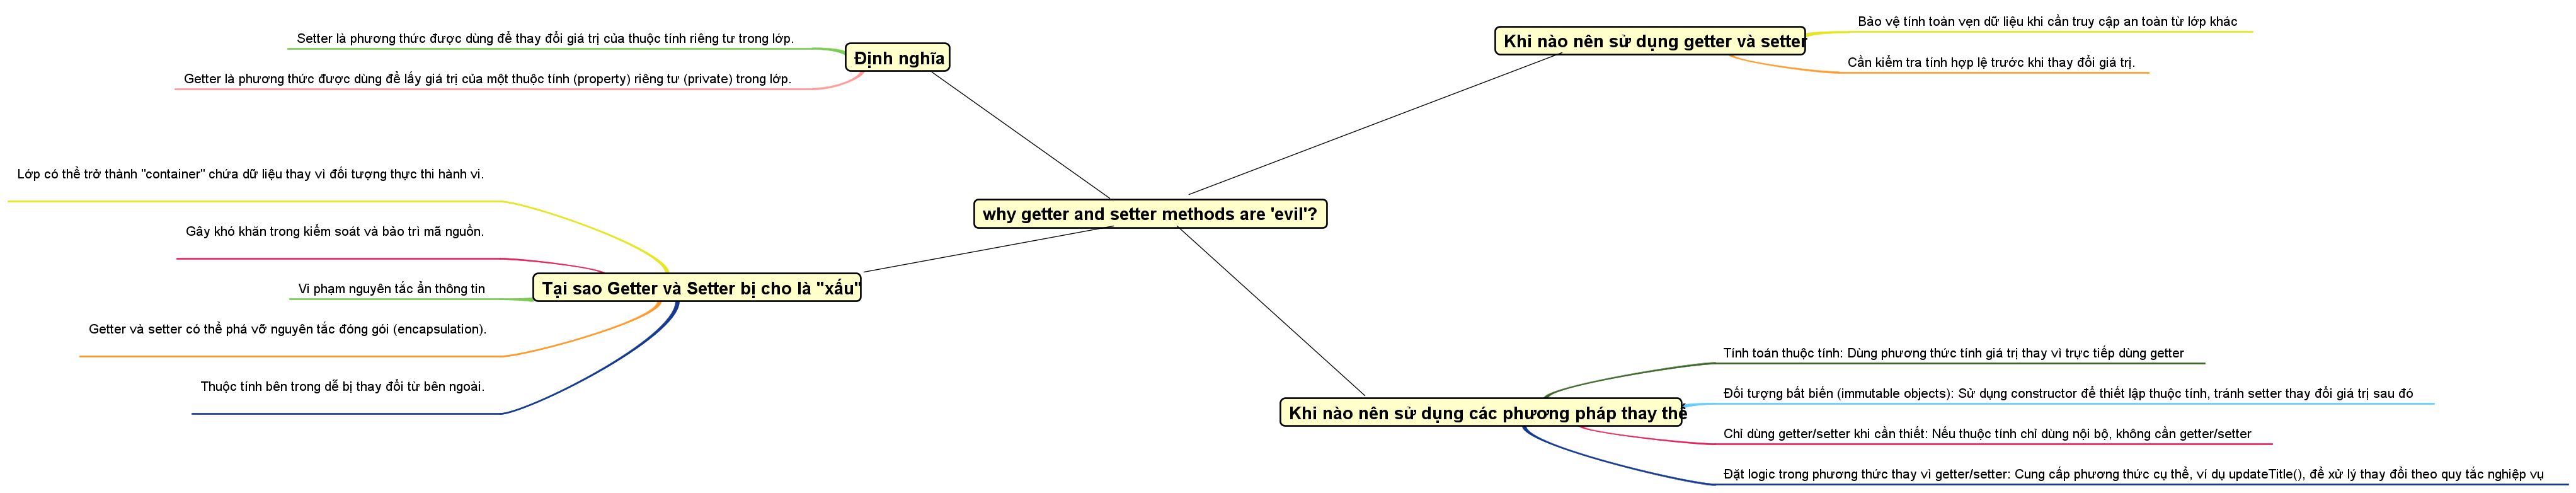 why getter and setter methods are 'evil'?
Định nghĩa
Setter là phương thức được dùng để thay đổi giá trị của thuộc tính riêng tư trong lớp.
Getter là phương thức được dùng để lấy giá trị của một thuộc tính (property) riêng tư (private) trong lớp.
Tại sao Getter và Setter bị cho là "xấu"
Lớp có thể trở thành "container" chứa dữ liệu thay vì đối tượng thực thi hành vi.
Gây khó khăn trong kiểm soát và bảo trì mã nguồn.
Vi phạm nguyên tắc ẩn thông tin
Getter và setter có thể phá vỡ nguyên tắc đóng gói (encapsulation).
Thuộc tính bên trong dễ bị thay đổi từ bên ngoài.
Khi nào nên sử dụng getter và setter
Bảo vệ tính toàn vẹn dữ liệu khi cần truy cập an toàn từ lớp khác
Cần kiểm tra tính hợp lệ trước khi thay đổi giá trị.
Khi nào nên sử dụng các phương pháp thay thế
Tính toán thuộc tính: Dùng phương thức tính giá trị thay vì trực tiếp dùng getter
Đối tượng bất biến (immutable objects): Sử dụng constructor để thiết lập thuộc tính, tránh setter thay đổi giá trị sau đó
Chỉ dùng getter/setter khi cần thiết: Nếu thuộc tính chỉ dùng nội bộ, không cần getter/setter
Đặt logic trong phương thức thay vì getter/setter: Cung cấp phương thức cụ thể, ví dụ updateTitle(), để xử lý thay đổi theo quy tắc nghiệp vụ